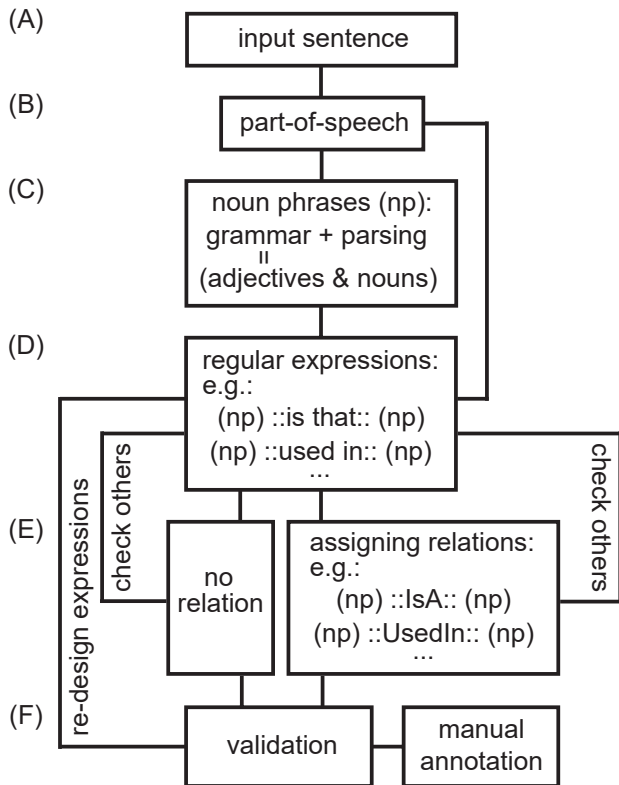 (A)
input sentence
(B)
part-of-speech
(C)
noun phrases (np):
grammar + parsing
=
(adjectives & nouns)
(D)
regular expressions:
e.g.:
(np) ::is that:: (np)
(np) ::used in:: (np)
...
re-design expressions
check others
check others
(E)
no
relation
assigning relations:
e.g.:
(np) ::IsA:: (np)
(np) ::UsedIn:: (np)
...
(F)
validation
manual
annotation